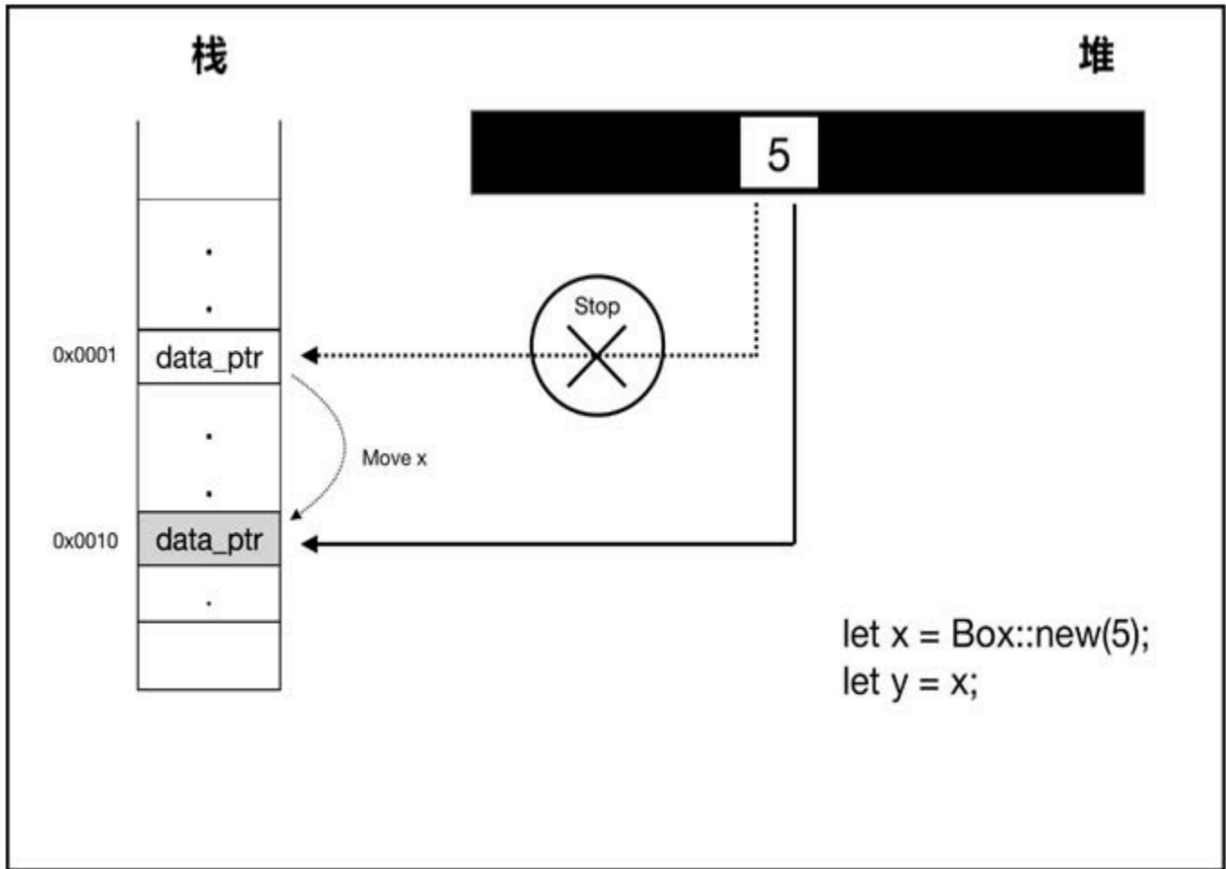 栈
堆
5
Stop
0x0001
data_ptr
Move x
0x0010
data_ptr
let x = Box::new(5);
let y = x;